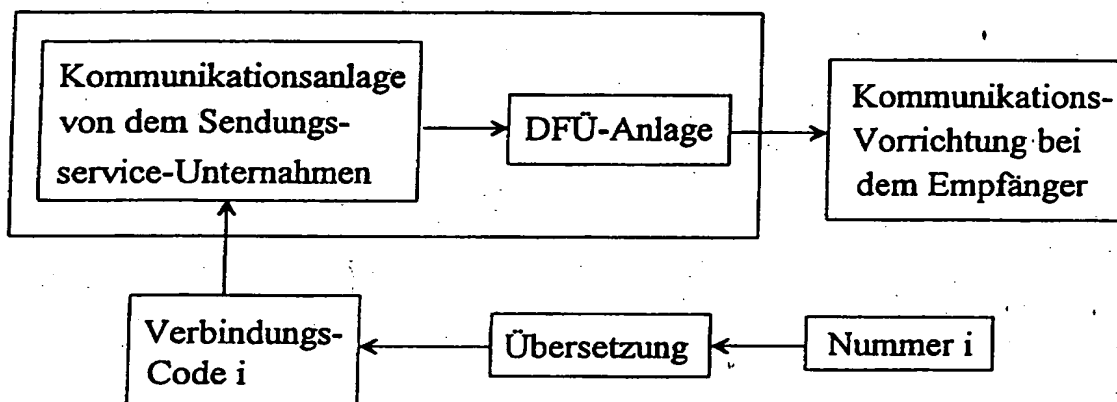 Kommunikationsanlage
von dem Sendungs-
service-Unternahmen
DFÜ-Anlage
Kommunikations-
Vorrichtung bei
dem Empfänger
Verbindungs-
Code i
Übersetzung
Nummer i